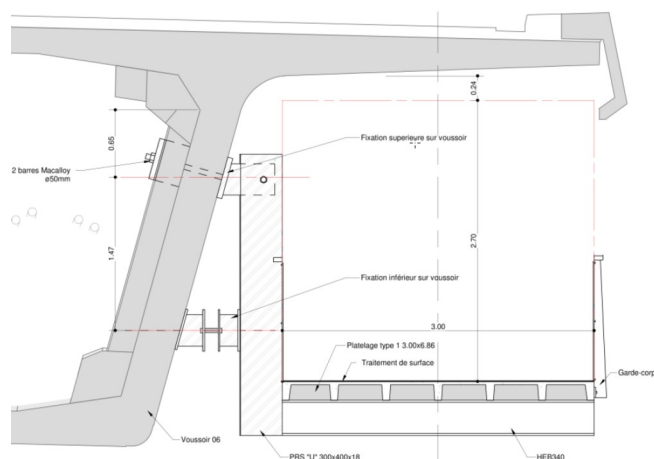 0.24
0.65
Fixation superieure sur voussoir
2 barres Macalloy
ø50mm
2.70
1.47
Fixation inférieur sur voussoir
3.00
Platelage type 1 3.00x6.86
Traitement de surface
Garde-corp
Voussoir 06
PRS "U" 300x400x18
HEB340